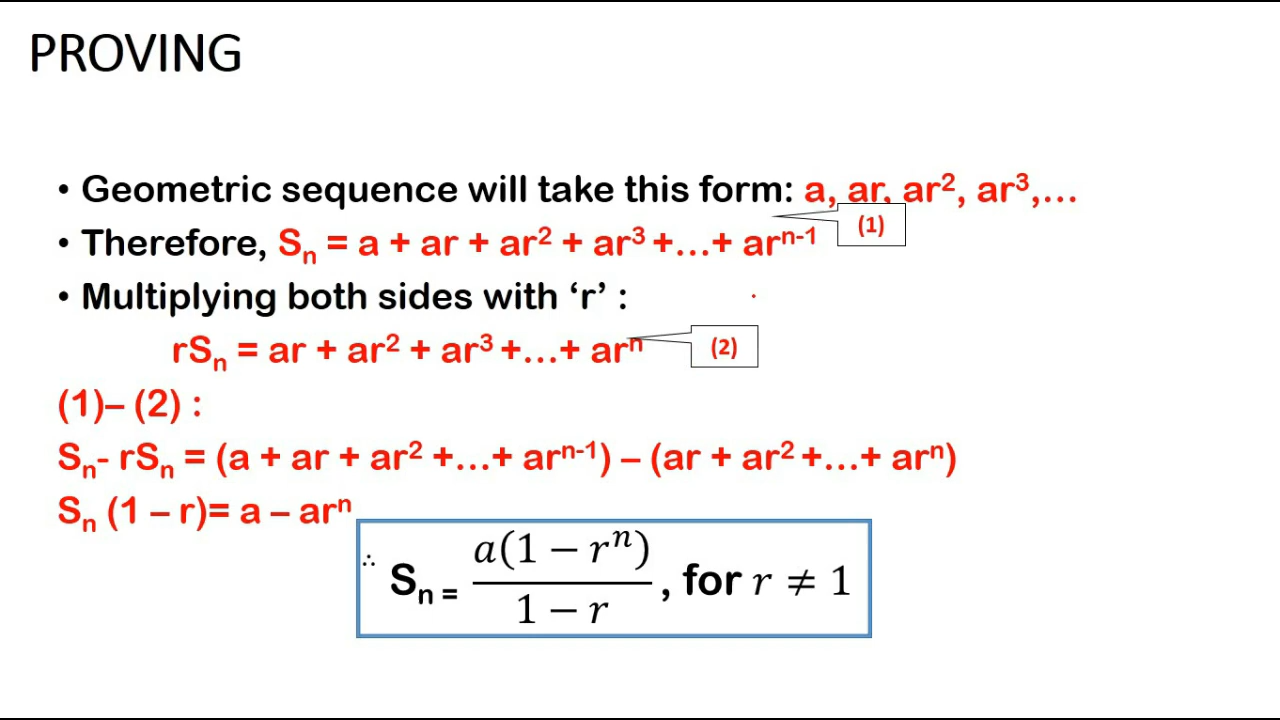 PROVING
• Geometric sequence will take this form: a, ar, ar², ar³,…
(1)
• Therefore, Sₙ = a + ar + ar² + ar³ +…+ arⁿ⁻¹
• Multiplying both sides with ‘r’ :
rSₙ = ar + ar² + ar³ +…+ arⁿ
(2)
(1)– (2) :
Sₙ- rSₙ = (a + ar + ar² +…+ arⁿ⁻¹) – (ar + ar² +…+ arⁿ)
Sₙ (1 – r)= a – arⁿ
∴ Sₙ = a(1 − rⁿ) / 1 − r , for r ≠ 1